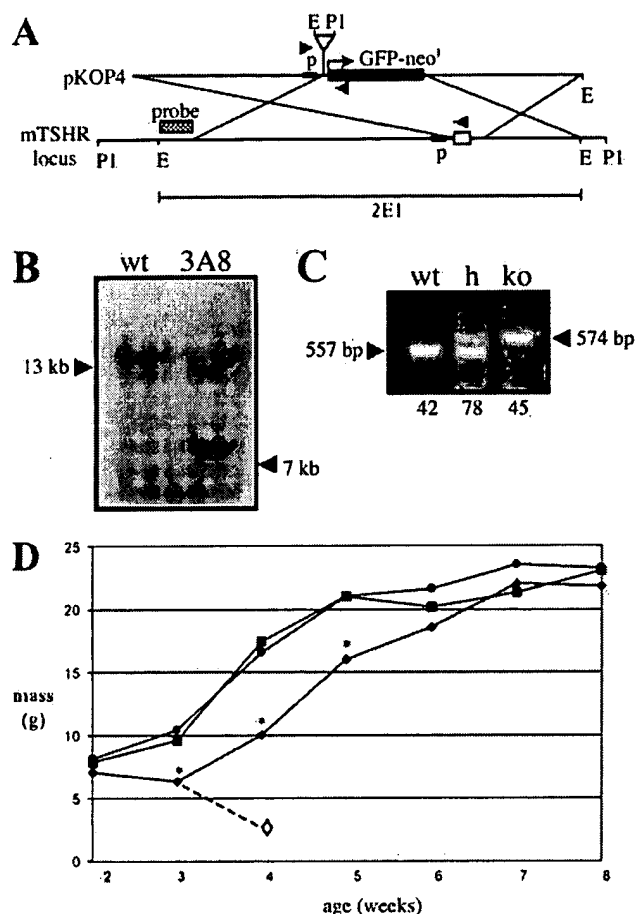 A
E P1
p
GFP-neo
pKOP4
E
probe
mTSHR
locus
P1
E
p
E P1
2E1
B
wt 3A8
13 kb
7 kb
C
wt h ko
557 bp
574 bp
42 78 45
D
25
20
15
10
5
0
mass
(g)
* * *
2 3 4 5 6 7 8
age (weeks)